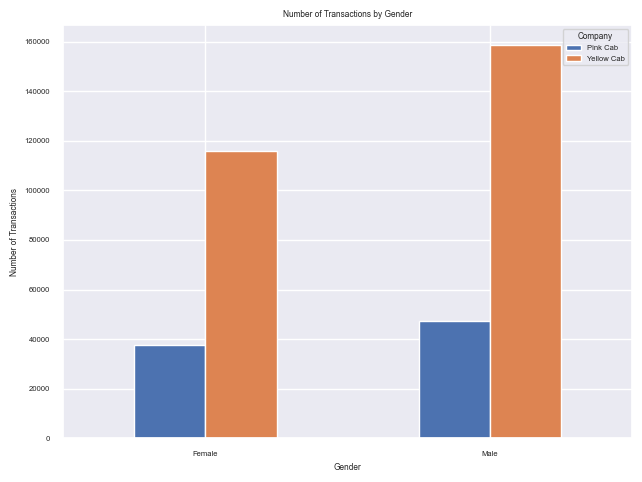 Number of Transactions by Gender
Company
Pink Cab
Yellow Cab
Number of Transactions
160000
140000
120000
100000
80000
60000
40000
20000
0
Female
Male
Gender